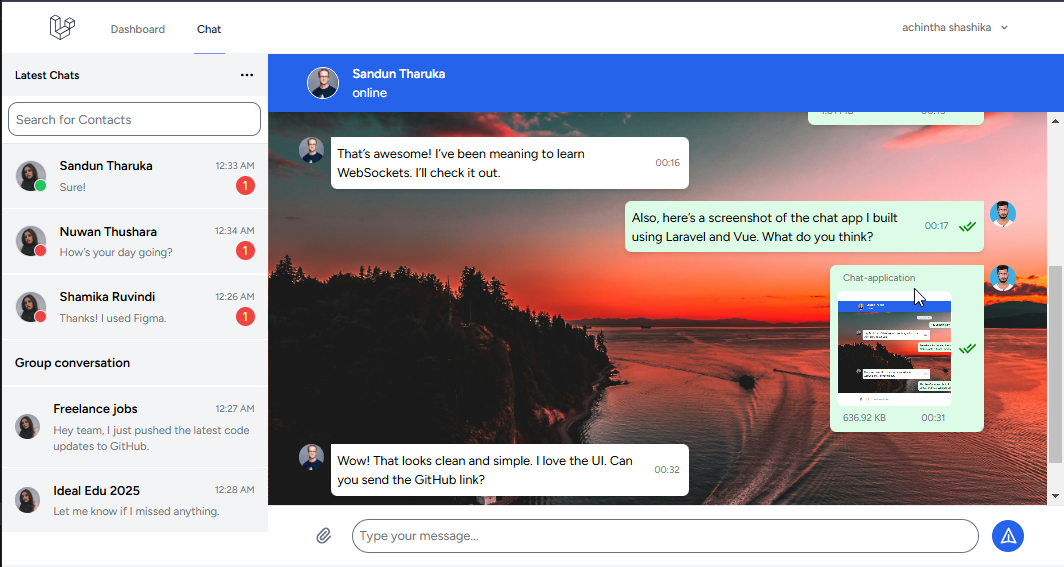 Dashboard
Chat
achintha shashika
Latest Chats
Search for Contacts
Sandun Tharuka
12:33 AM
Sure!
1
Nuwan Thushara
12:34 AM
How's your day going?
1
Shamika Ruvindi
12:26 AM
Thanks! I used Figma.
1
Group conversation
Freelance jobs
12:27 AM
Hey team, I just pushed the latest code
updates to GitHub.
Ideal Edu 2025
12:28 AM
Let me know if I missed anything.
Sandun Tharuka
online
That's awesome! I've been meaning to learn
WebSockets. I'll check it out.
00:16
Also, here's a screenshot of the chat app I built
using Laravel and Vue. What do you think?
00:17
Chat-application
636.92 KB
00:31
Wow! That looks clean and simple. I love the UI. Can
you send the GitHub link?
00:32
Type your message...